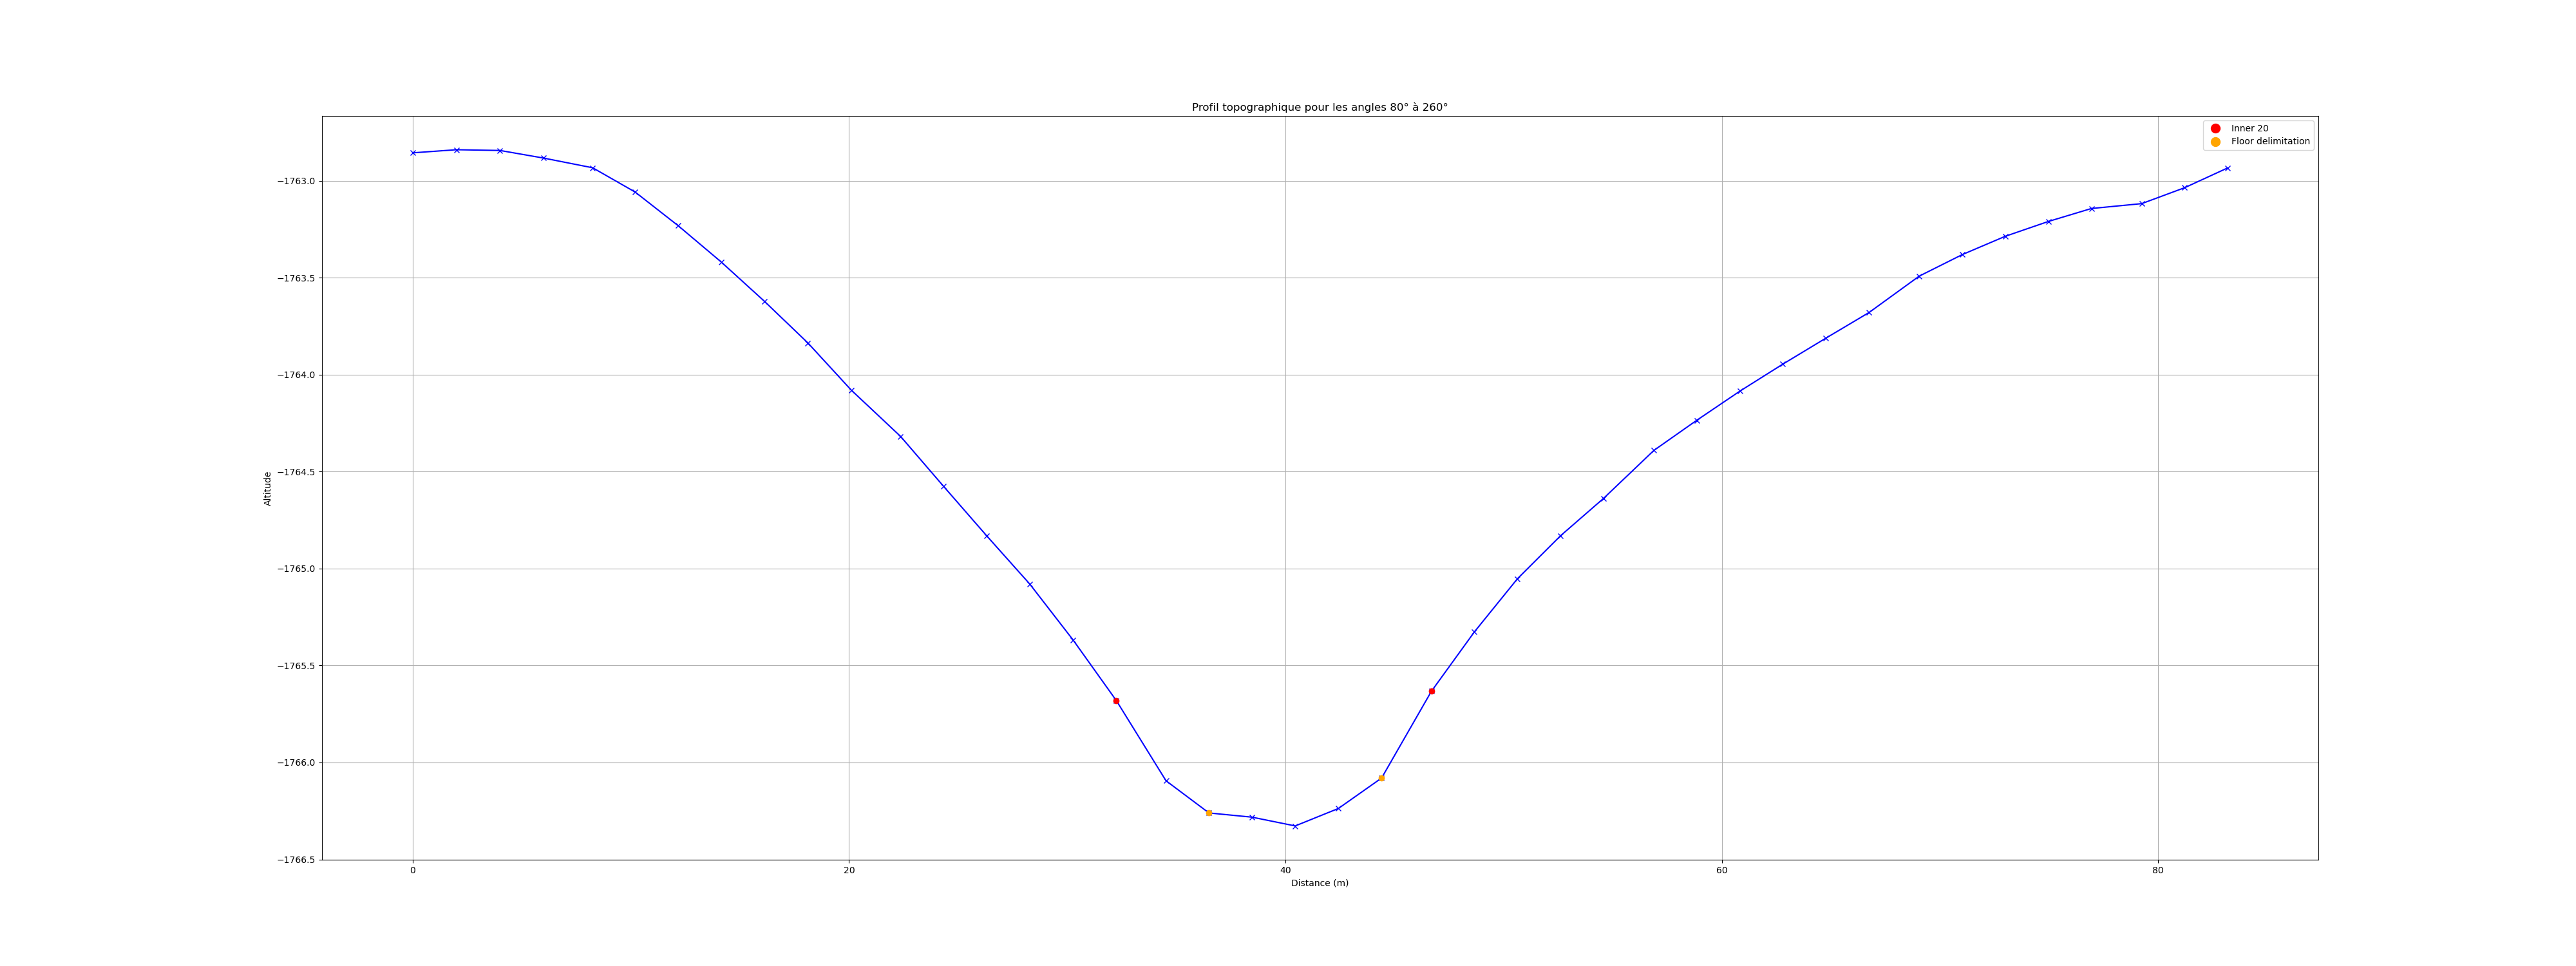 Profil topographique pour les angles 80° à 260°
Inner 20
Floor delimitation
−1763.0
−1763.5
−1764.0
−1764.5
−1765.0
−1765.5
−1766.0
−1766.5
Altitude
0 20 40 60 80
Distance (m)